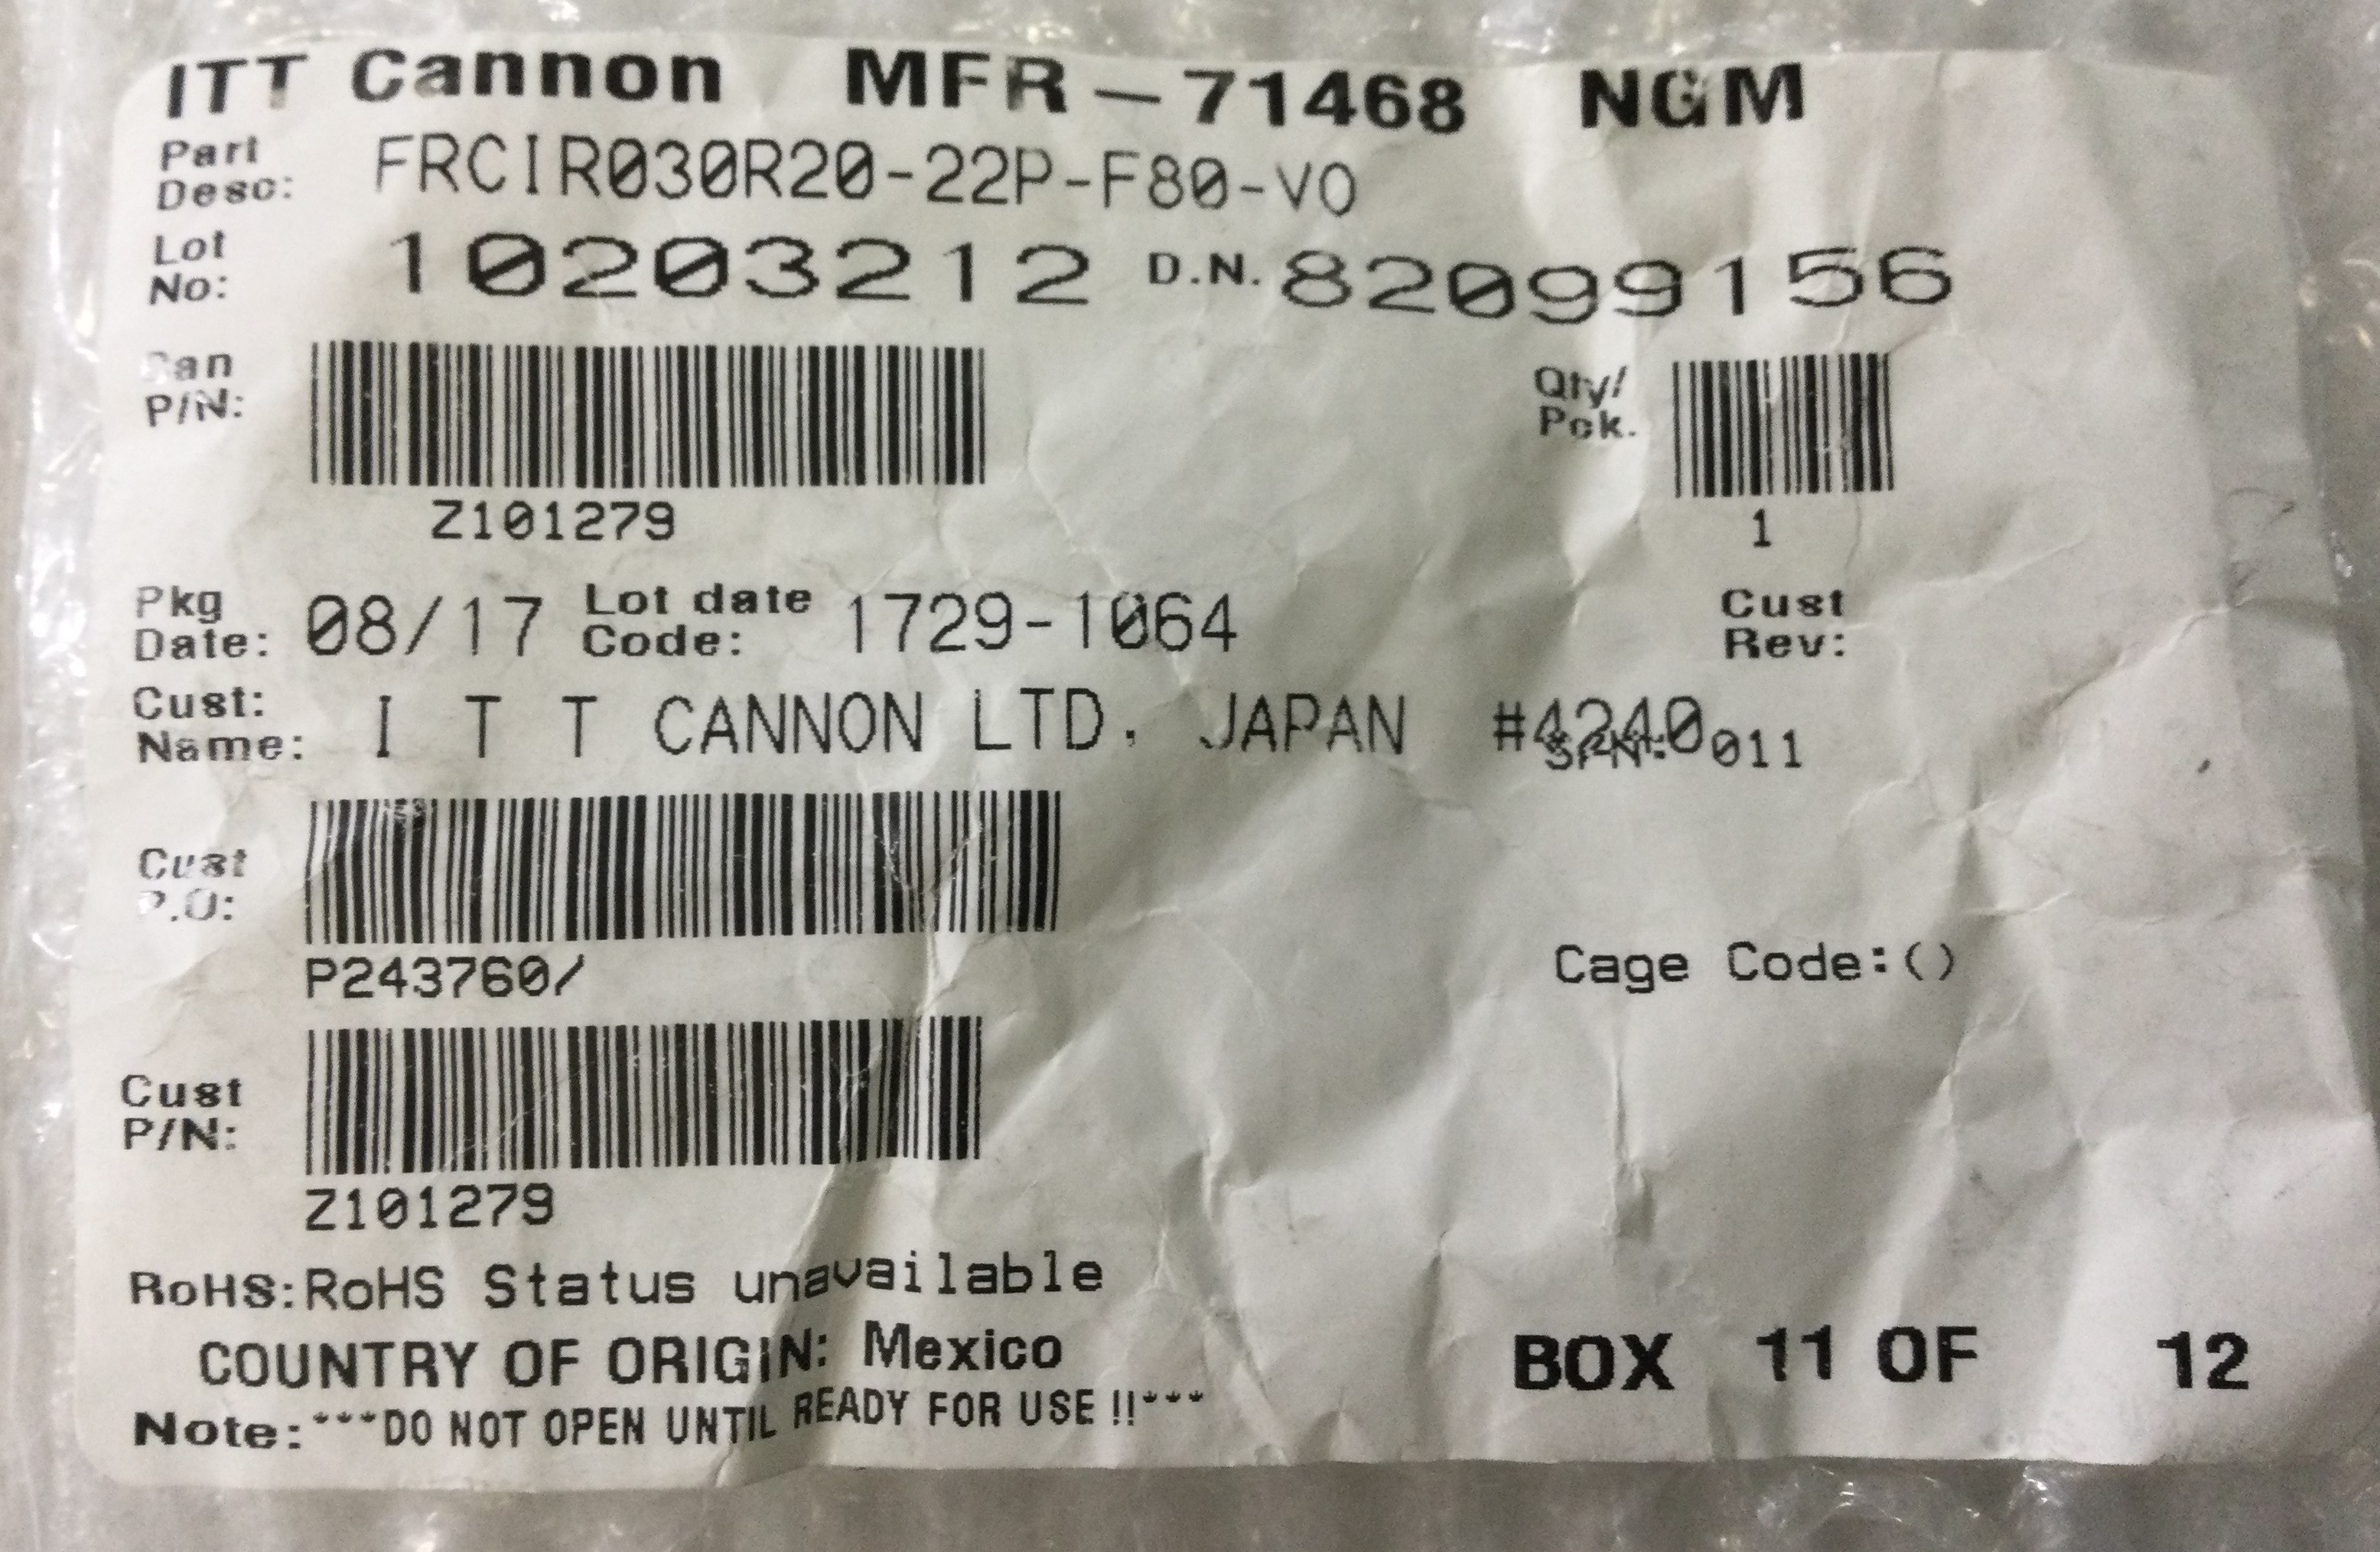 ITT Cannon MFR-71468 NGM
Part Desc: FRCIR030R20-22P-F80-VO
Lot No: 10203212 D.N. 82099156
Can P/N:
Qty/ Pck.
Z101279
1
Pkg Date: 08/17 Lot date Code: 1729-1064
Cust Rev:
Cust: Name: I T T CANNON LTD. JAPAN #4240
SPN: 011
Cust P.O:
P243760/
Cage Code:()
Cust P/N:
Z101279
RoHS:RoHS Status unavailable
COUNTRY OF ORIGIN: Mexico
BOX 11 OF 12
Note:***DO NOT OPEN UNTIL READY FOR USE !!***